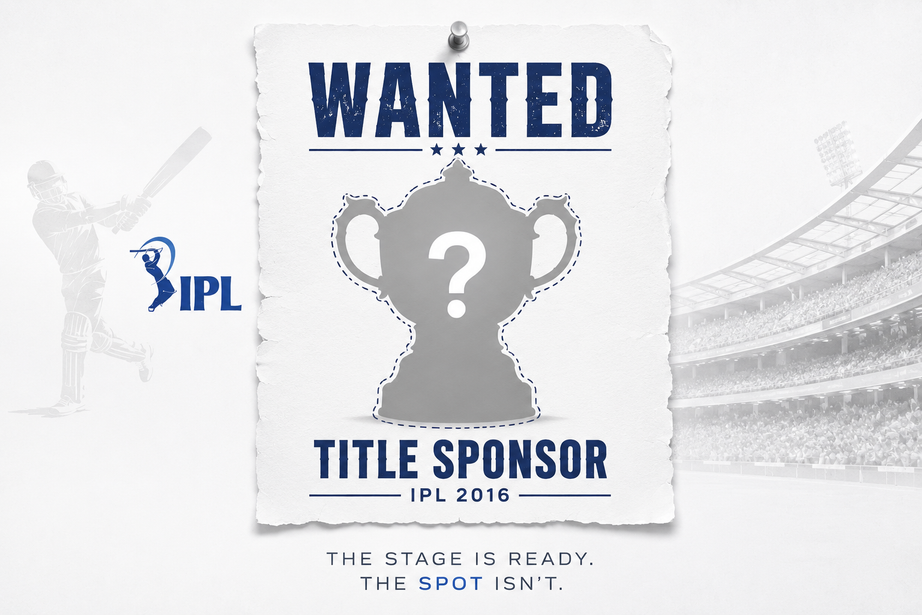 WANTED
IPL
TITLE SPONSOR
IPL 2016
THE STAGE IS READY.
THE SPOT ISN'T.